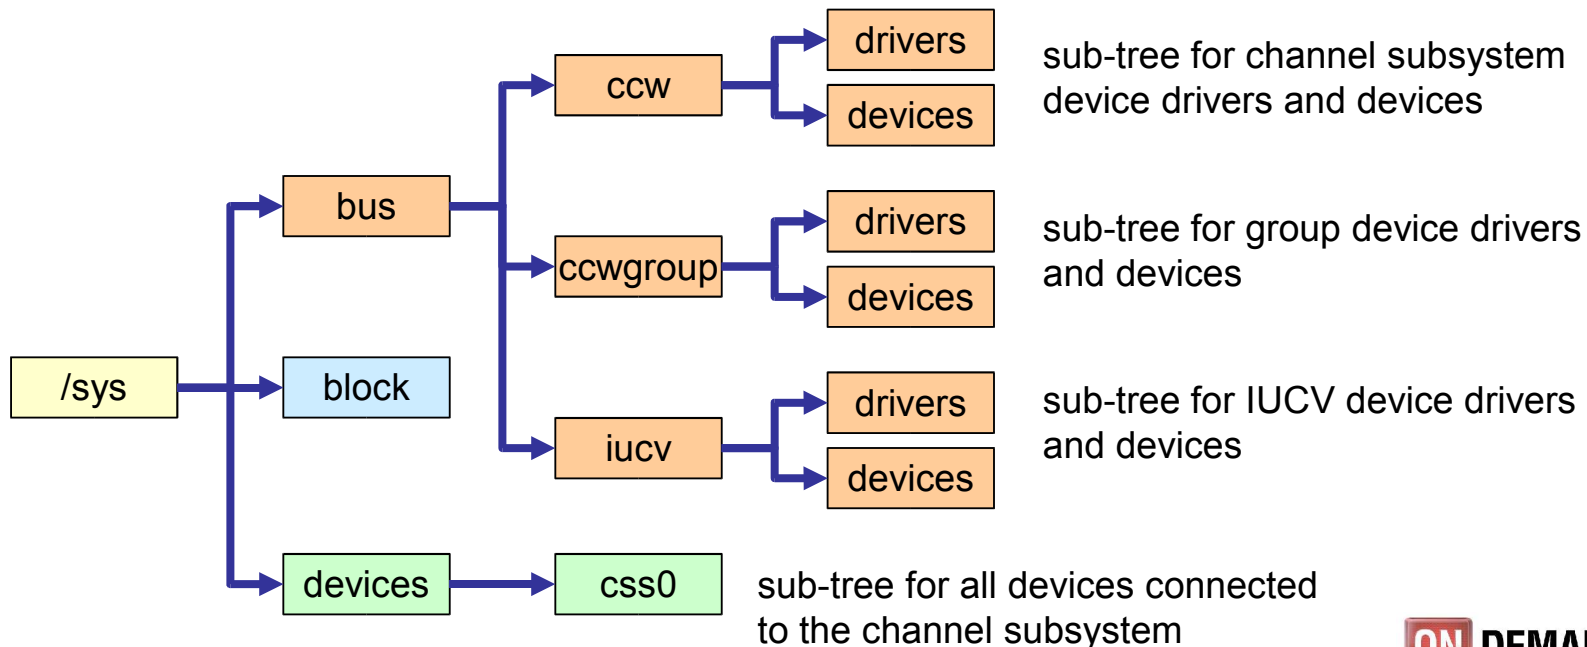 drivers
sub-tree for channel subsystem
device drivers and devices
ccw
devices
bus
drivers
sub-tree for group device drivers
and devices
ccwgroup
devices
/sys
block
drivers
sub-tree for IUCV device drivers
and devices
iucv
devices
devices
css0
sub-tree for all devices connected
to the channel subsystem
ON